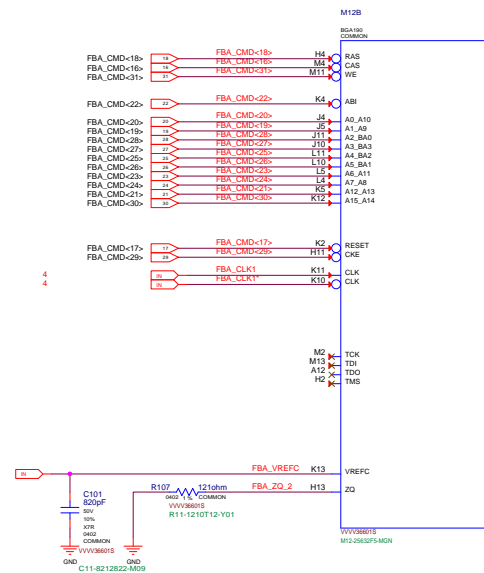 M12B
BGA190
COMMON
FBA_CMD<18> 18 FBA_CMD<18> H4 RAS
FBA_CMD<16> 16 FBA_CMD<16> M4 CAS
FBA_CMD<31> 31 FBA_CMD<31> M11 WE
FBA_CMD<22> 22 FBA_CMD<22> K4 ABI
FBA_CMD<20> 20 FBA_CMD<20> J4 A0_A10
FBA_CMD<19> 19 FBA_CMD<19> J5 A1_A9
FBA_CMD<28> 28 FBA_CMD<28> J11 A2_BA0
FBA_CMD<27> 27 FBA_CMD<27> J10 A3_BA3
FBA_CMD<25> 25 FBA_CMD<25> L11 A4_BA2
FBA_CMD<26> 26 FBA_CMD<26> L10 A5_BA1
FBA_CMD<23> 23 FBA_CMD<23> L5 A6_A11
FBA_CMD<24> 24 FBA_CMD<24> L4 A7_A8
FBA_CMD<21> 21 FBA_CMD<21> K5 A12_A13
FBA_CMD<30> 30 FBA_CMD<30> K12 A15_A14
FBA_CMD<17> 17 FBA_CMD<17> K2 RESET
FBA_CMD<29> 29 FBA_CMD<29> H11 CKE
4 IN FBA_CLK1 K11 CLK
4 IN FBA_CLK1* K10 CLK
M2 TCK
M13 TDI
A12 TDO
H2 TMS
IN FBA_VREFC K13 VREFC
R107 121ohm FBA_ZQ_2 H13 ZQ
0402 1% COMMON
VVVV36601S
R11-1210T12-Y01
C101
820pF
50V
10%
X7R
0402
COMMON
VVVV36601S
GND
GND
C11-8212822-M09
VVVV36601S
M12-25632F5-MGN